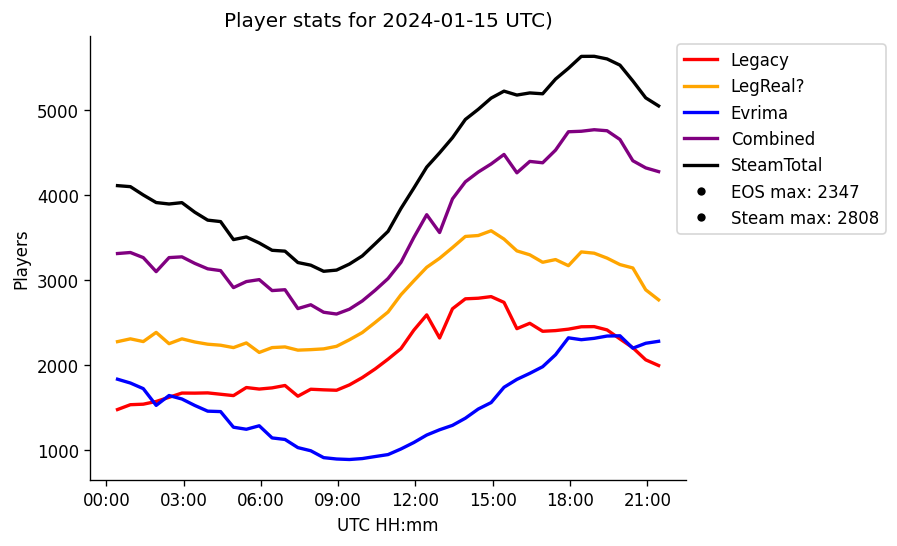 Player stats for 2024-01-15 UTC)
Legacy
LegReal?
Evrima
Combined
SteamTotal
EOS max: 2347
Steam max: 2808
5000
4000
3000
2000
1000
Players
00:00 03:00 06:00 09:00 12:00 15:00 18:00 21:00
UTC HH:mm